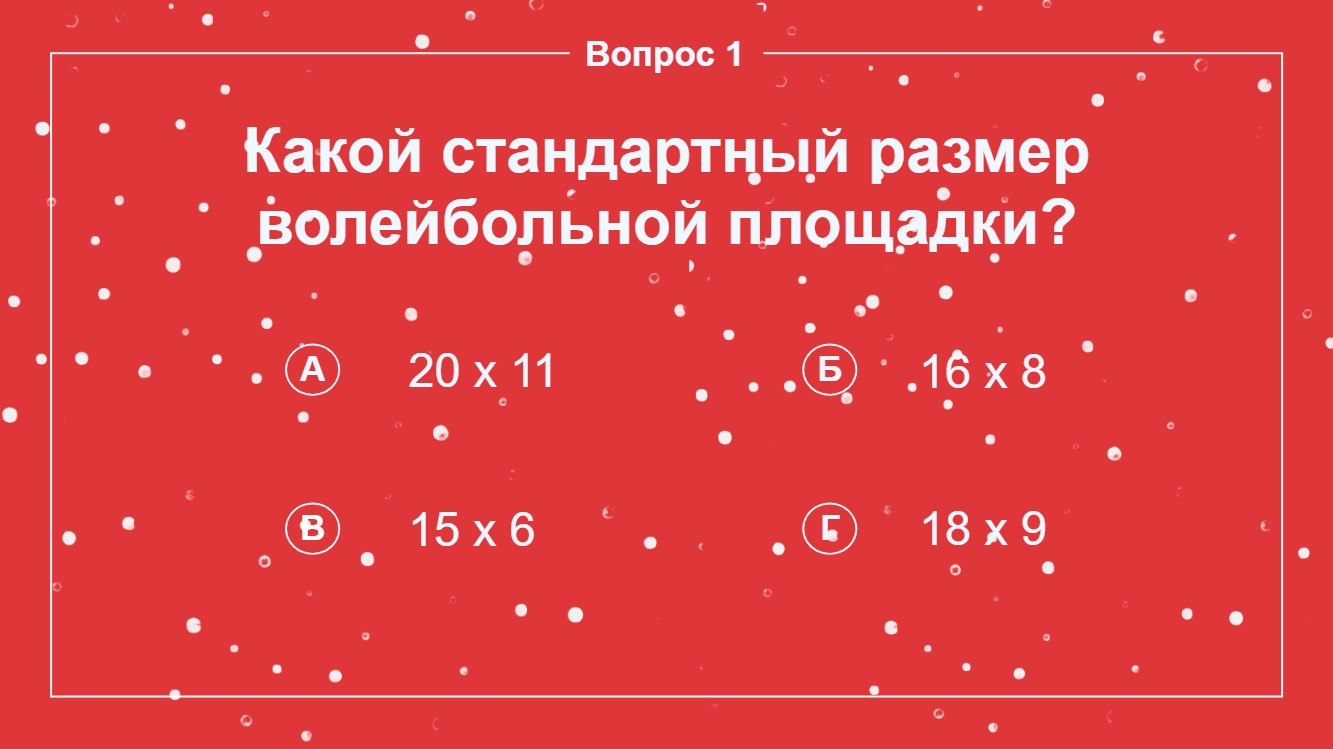 Вопрос 1
Какой стандартный размер
волейбольной площадки?
А 20 x 11
Б 16 x 8
В 15 x 6
Г 18 x 9